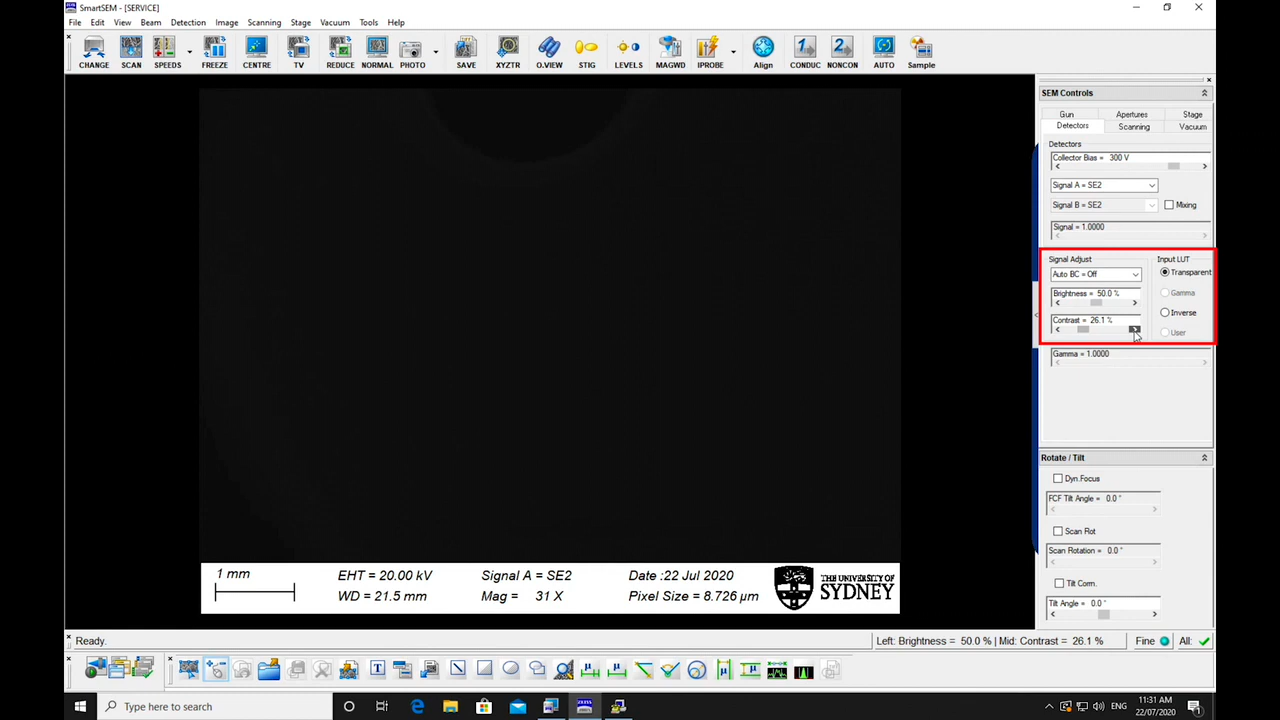 SmartSEM - [SERVICE]
File Edit View Beam Detection Image Scanning Stage Vacuum Tools Help
CHANGE SCAN SPEEDS FREEZE CENTRE TV REDUCE NORMAL PHOTO SAVE XYZTR O.VIEW STIG LEVELS MAGWD IPROBE Align CONDUC NONCON AUTO Sample
SEM Controls
Gun Apertures Stage
Detectors Scanning Vacuum
Detectors
Collector Bias = 300 V
Signal A = SE2
Signal B = SE2 Mixing
Signal = 1.0000
Signal Adjust Input LUT
Auto BC = Off Transparent
Brightness = 50.0 % Gamma
Inverse
Contrast = 26.1 %
User
Gamma = 1.0000
Rotate / Tilt
Dyn.Focus
FCF Tilt Angle = 0.0 °
Scan Rot
Scan Rotation = 0.0 °
Tilt Corrn.
Tilt Angle = 0.0 °
1 mm EHT = 20.00 kV Signal A = SE2 Date :22 Jul 2020
WD = 21.5 mm Mag = 31 X Pixel Size = 8.726 µm
THE UNIVERSITY OF
SYDNEY
Ready. Left: Brightness = 50.0 % | Mid: Contrast = 26.1 % Fine All:
Type here to search
ENG
11:31 AM
22/07/2020